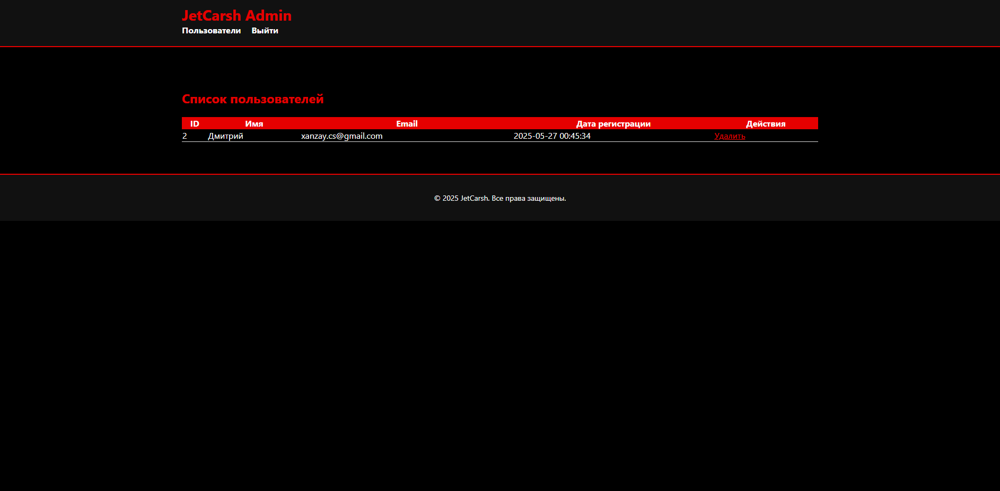 JetCarsh Admin
Пользователи Выйти
Список пользователей
ID Имя Email Дата регистрации Действия
2 Дмитрий xanzay.cs@gmail.com 2025-05-27 00:45:34 Удалить
© 2025 JetCarsh. Все права защищены.